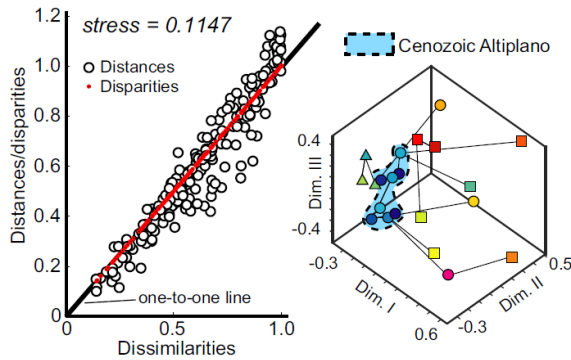 stress = 0.1147
Distances
Disparities
Distances/disparities
1.2
1.0
0.8
0.6
0.4
0.2
0
one-to-one line
0
0.5
1.0
Dissimilarities
Cenozoic Altiplano
0.4
Dim. III
-0.4
-0.3
Dim. I
0.6
-0.3
Dim. II
0.5